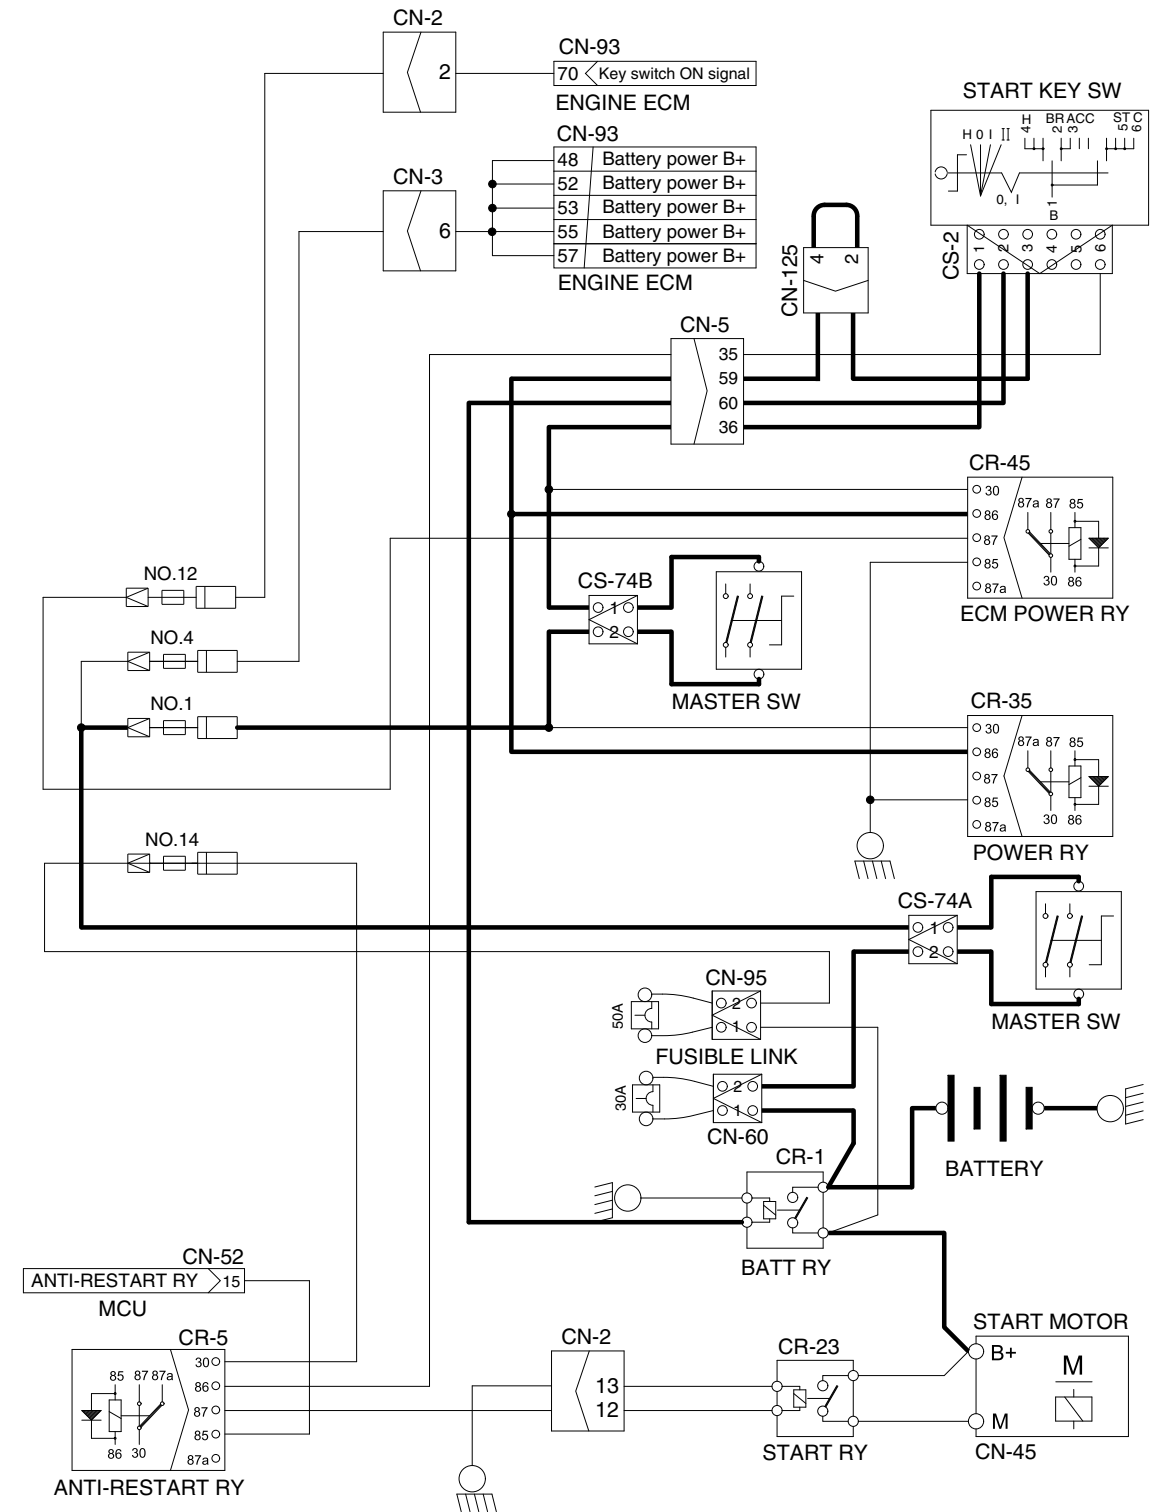 CN-2
2
CN-93
70 Key switch ON signal
ENGINE ECM
CN-93
48 Battery power B+
52 Battery power B+
53 Battery power B+
55 Battery power B+
57 Battery power B+
ENGINE ECM
CN-3
6
START KEY SW
H 0 I II
H
4
BR ACC
2 3
ST C
5 6
0, I
1
B
CS-2
1 2 3 4 5 6
CN-125
4 2
CN-5
35
59
60
36
CR-45
30
86
87
85
87a
87a 87 85
30 86
ECM POWER RY
NO.12
NO.4
NO.1
CS-74B
1
2
MASTER SW
CR-35
30
86
87
85
87a
87a 87 85
30 86
POWER RY
NO.14
CS-74A
1
2
MASTER SW
CN-95
2
1
50A
FUSIBLE LINK
30A
2
1
CN-60
BATTERY
CR-1
BATT RY
CN-52
ANTI-RESTART RY 15
MCU
CR-5
85 87 87a
86 30
30
86
87
85
87a
ANTI-RESTART RY
CN-2
13
12
CR-23
START RY
START MOTOR
B+
M
M
CN-45